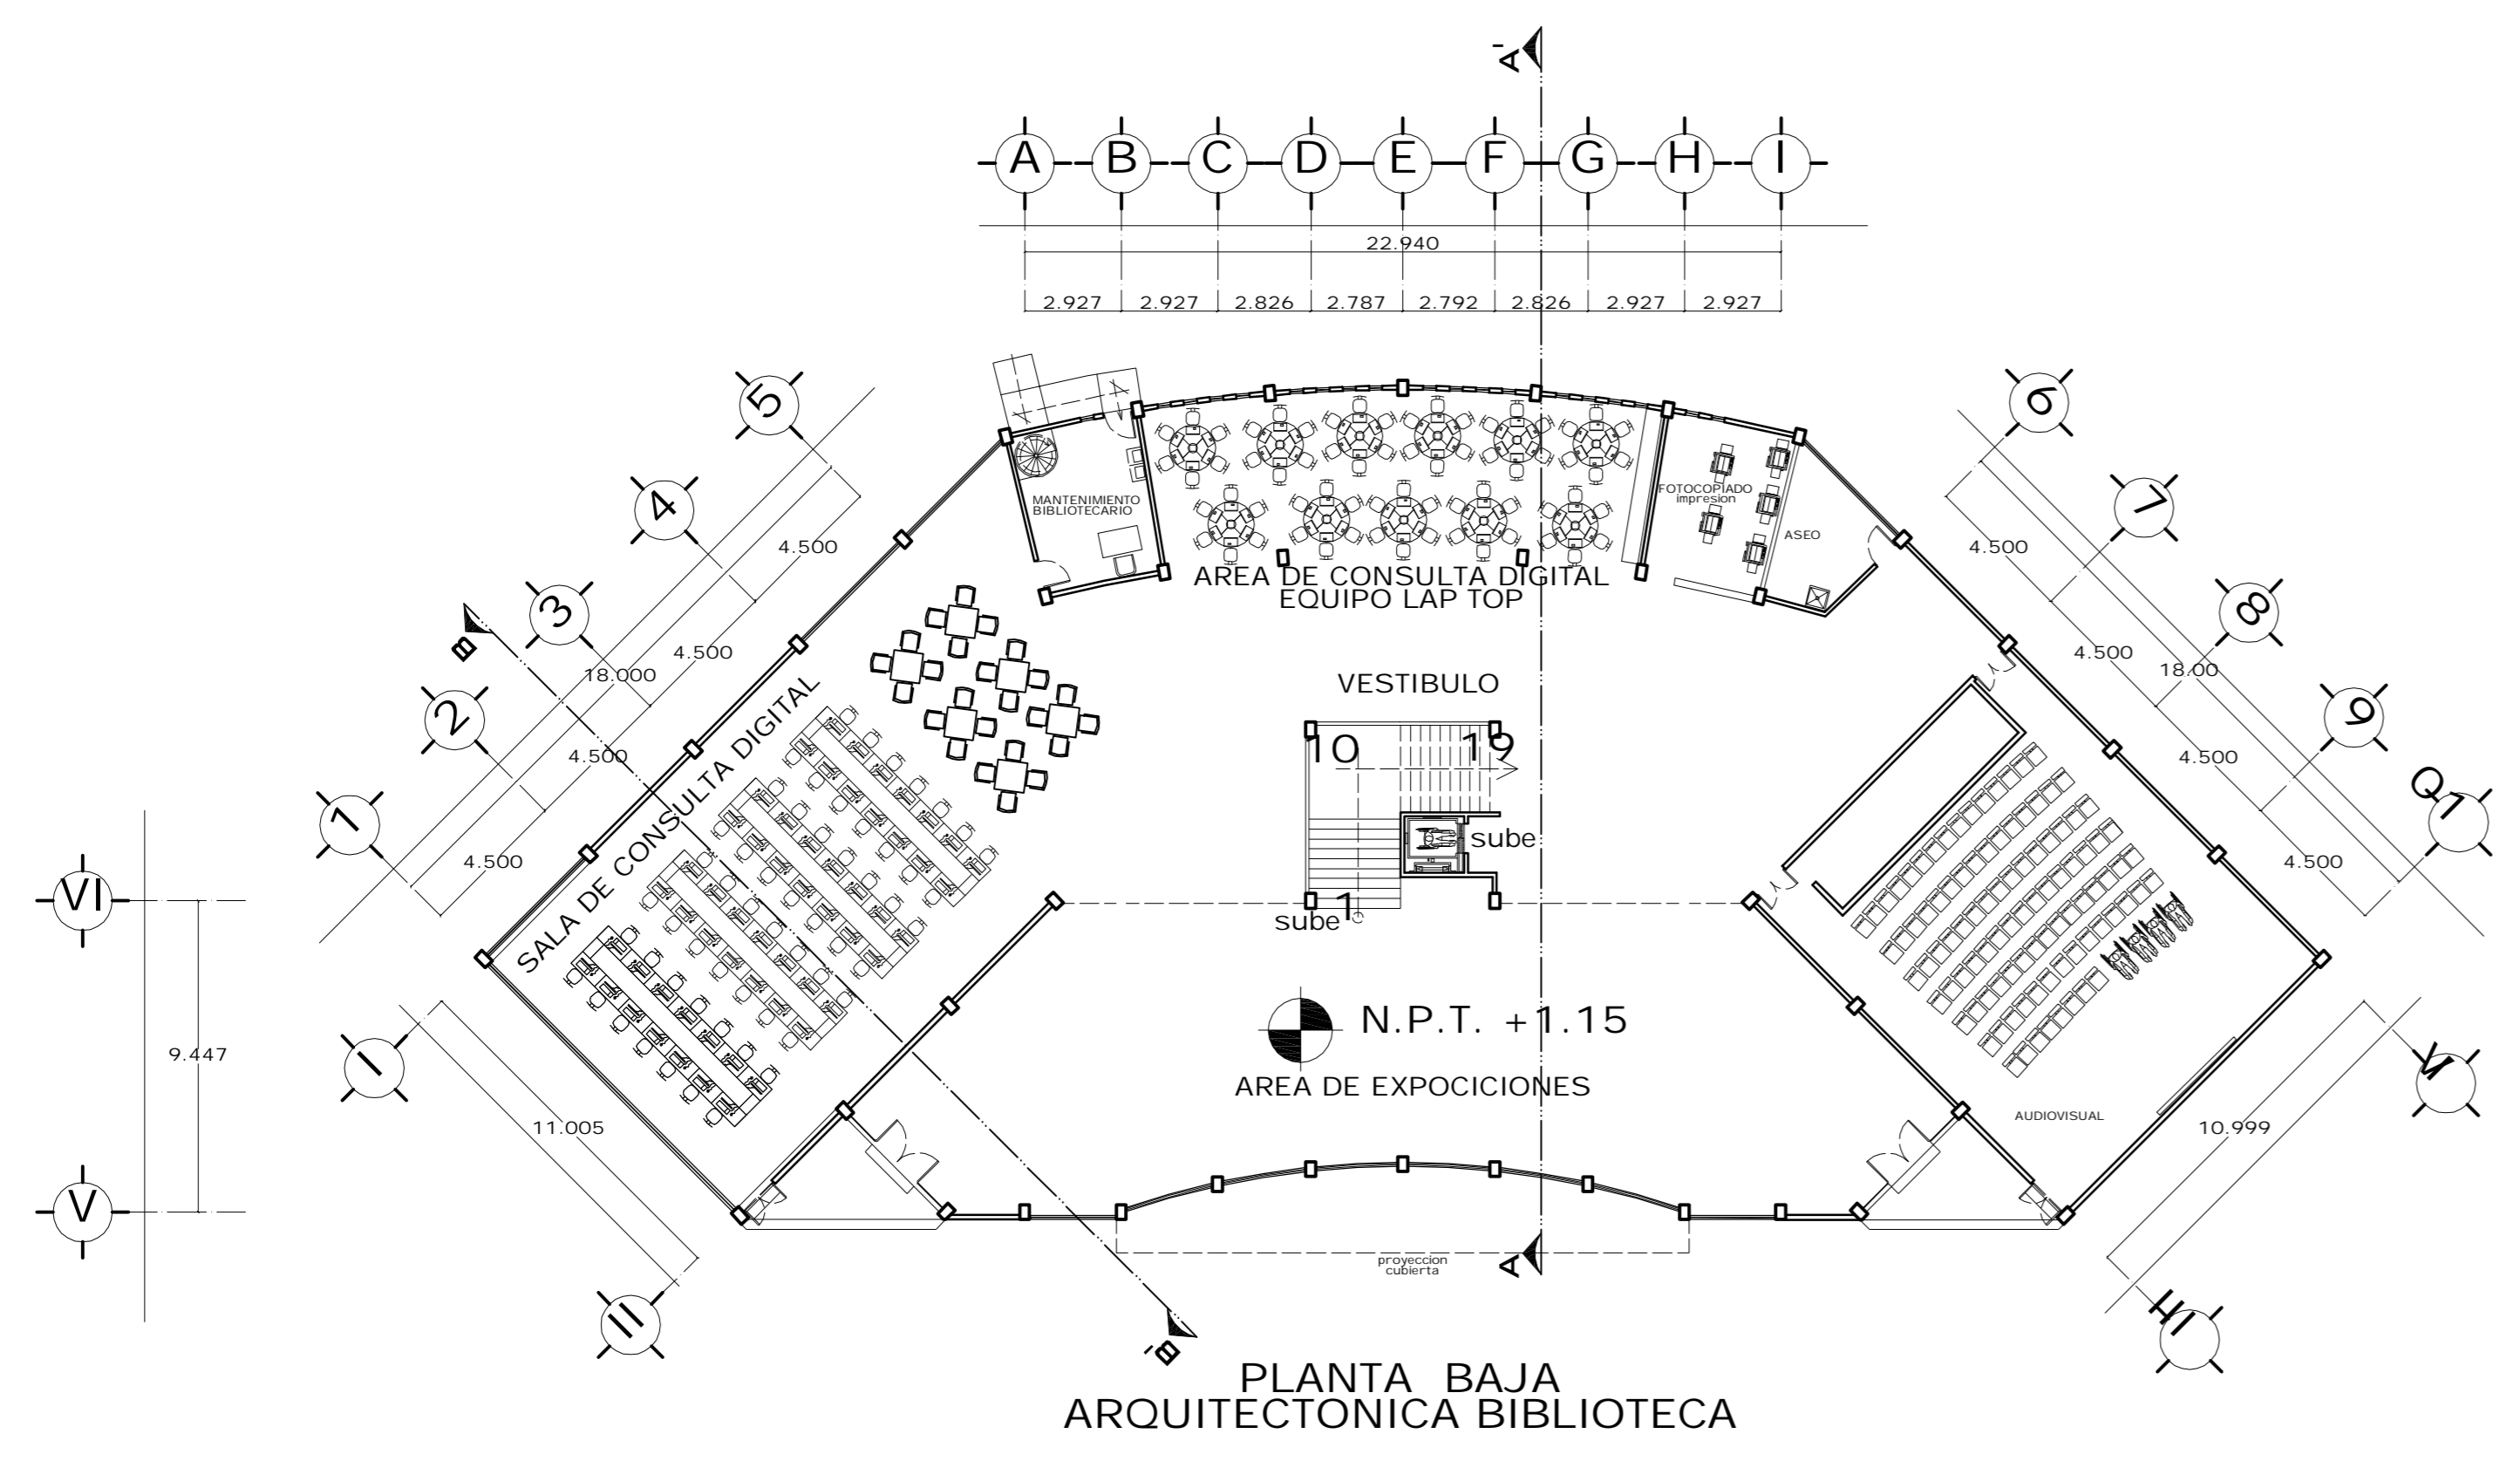 A'
A B C D E F G H I
22.940
2.927 2.927 2.826 2.787 2.792 2.826 2.927 2.927
5
4
3
2
1
4.500
4.500
18.000
4.500
4.500
6
7
8
9
4.500
4.500
18.00
4.500
4.500
B
MANTENIMIENTO
BIBLIOTECARIO
FOTOCOPIADO
impresion
ASEO
AREA DE CONSULTA DIGITAL
EQUIPO LAP TOP
VESTIBULO
SALA DE CONSULTA DIGITAL
10 19
sube
1
sube
VI
9.447
V
I
11.005
II
N.P.T. +1.15
AREA DE EXPOCICIONES
AUDIOVISUAL
10.999
proyeccion
cubierta
A
B'
PLANTA BAJA
ARQUITECTONICA BIBLIOTECA